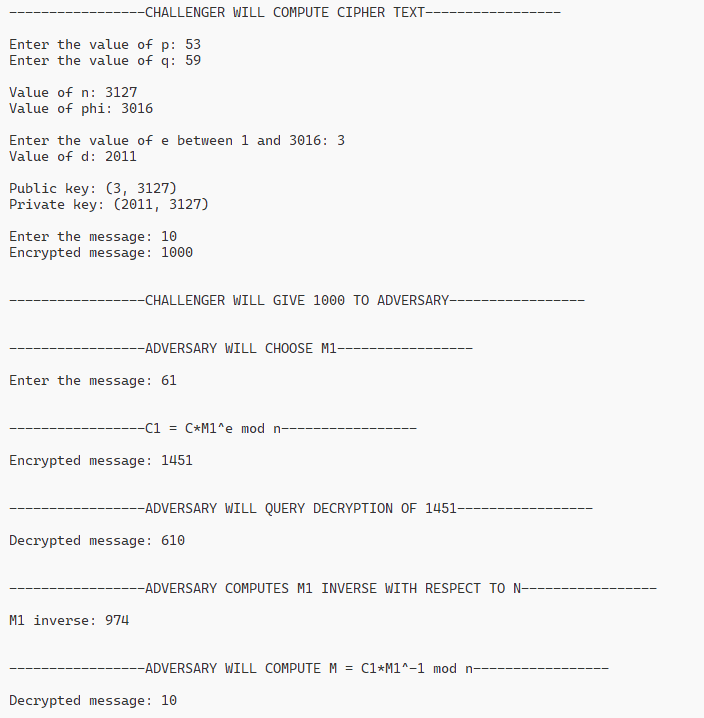 -----------------CHALLENGER WILL COMPUTE CIPHER TEXT-----------------
Enter the value of p: 53
Enter the value of q: 59
Value of n: 3127
Value of phi: 3016
Enter the value of e between 1 and 3016: 3
Value of d: 2011
Public key: (3, 3127)
Private key: (2011, 3127)
Enter the message: 10
Encrypted message: 1000
-----------------CHALLENGER WILL GIVE 1000 TO ADVERSARY-----------------
-----------------ADVERSARY WILL CHOOSE M1-----------------
Enter the message: 61
-----------------C1 = C*M1^e mod n-----------------
Encrypted message: 1451
-----------------ADVERSARY WILL QUERY DECRYPTION OF 1451-----------------
Decrypted message: 610
-----------------ADVERSARY COMPUTES M1 INVERSE WITH RESPECT TO N-----------------
M1 inverse: 974
-----------------ADVERSARY WILL COMPUTE M = C1*M1^-1 mod n-----------------
Decrypted message: 10